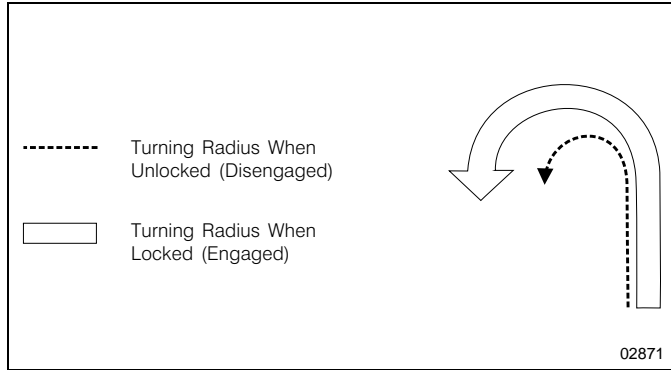 Turning Radius When
Unlocked (Disengaged)
Turning Radius When
Locked (Engaged)
02871